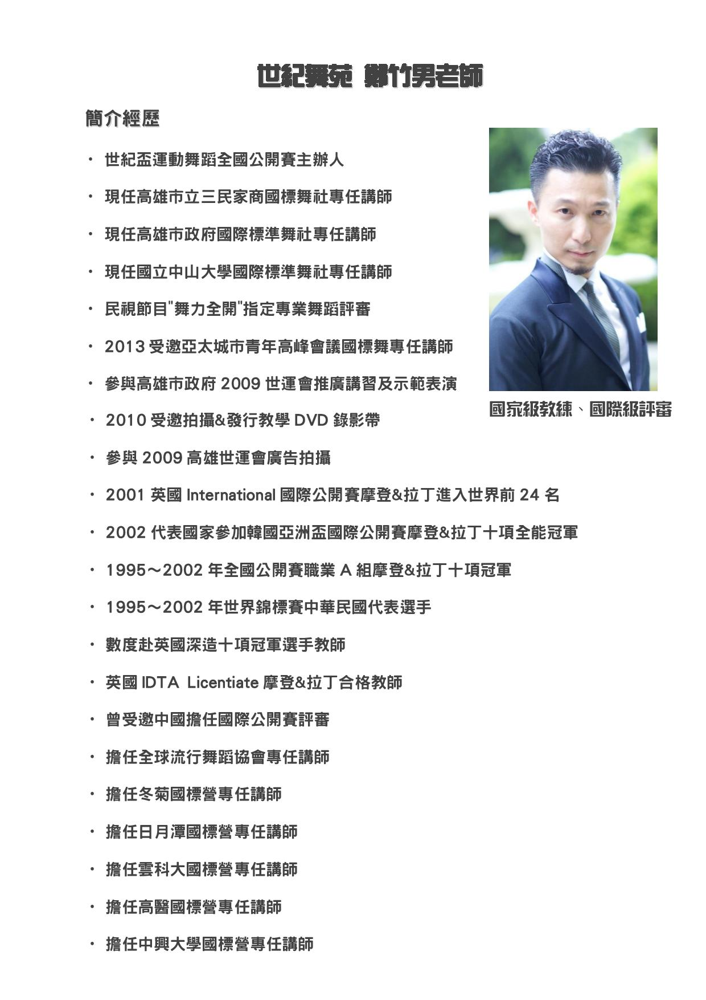 世紀舞苑 鄭竹男老師
簡介經歷
‧ 世紀盃運動舞蹈全國公開賽主辦人
‧ 現任高雄市立三民家商國標舞社專任講師
‧ 現任高雄市政府國際標準舞社專任講師
‧ 現任國立中山大學國際標準舞社專任講師
‧ 民視節目"舞力全開"指定專業舞蹈評審
‧ 2013 受邀亞太城市青年高峰會議國標舞專任講師
‧ 參與高雄市政府 2009 世運會推廣講習及示範表演
國家級教練、國際級評審
‧ 2010 受邀拍攝&發行教學 DVD 錄影帶
‧ 參與 2009 高雄世運會廣告拍攝
‧ 2001 英國 International 國際公開賽摩登&拉丁進入世界前 24 名
‧ 2002 代表國家參加韓國亞洲盃國際公開賽摩登&拉丁十項全能冠軍
‧ 1995～2002 年全國公開賽職業 A 組摩登&拉丁十項冠軍
‧ 1995～2002 年世界錦標賽中華民國代表選手
‧ 數度赴英國深造十項冠軍選手教師
‧ 英國 IDTA Licentiate 摩登&拉丁合格教師
‧ 曾受邀中國擔任國際公開賽評審
‧ 擔任全球流行舞蹈協會專任講師
‧ 擔任冬菊國標營專任講師
‧ 擔任日月潭國標營專任講師
‧ 擔任雲科大國標營專任講師
‧ 擔任高醫國標營專任講師
‧ 擔任中興大學國標營專任講師